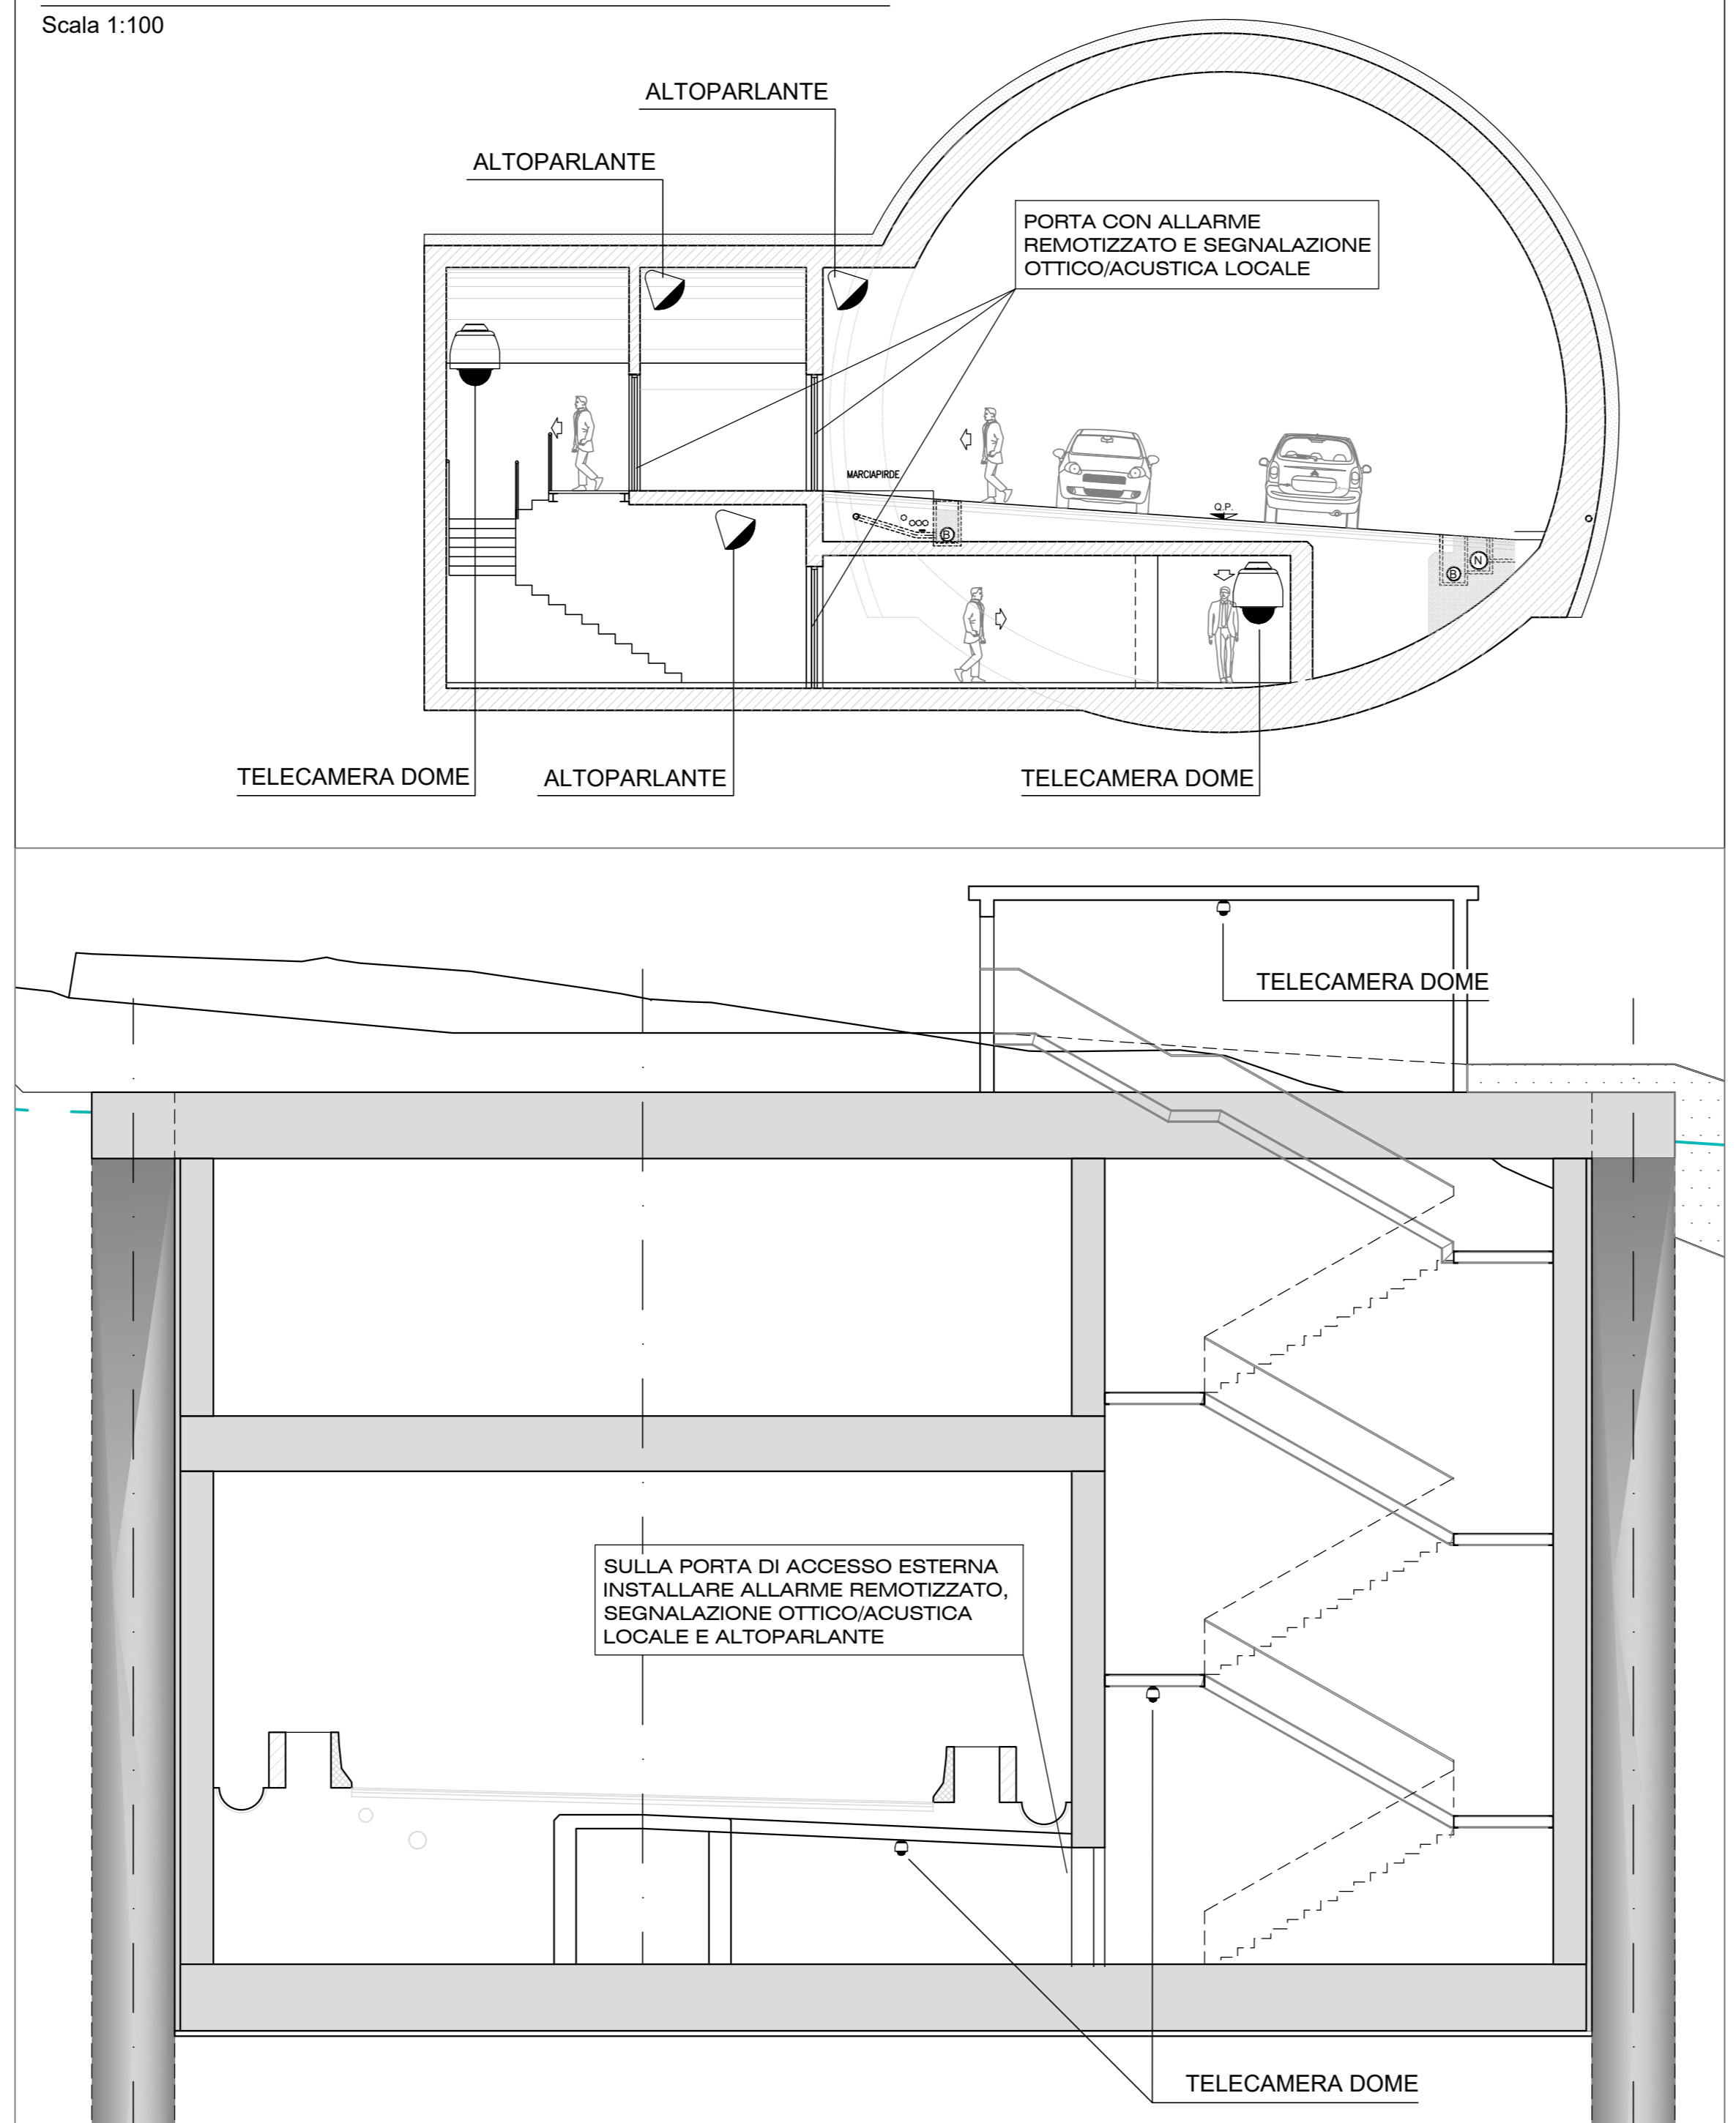 Scala 1:100
ALTOPARLANTE
ALTOPARLANTE
PORTA CON ALLARME
REMOTIZZATO E SEGNALAZIONE
OTTICO/ACUSTICA LOCALE
MARCIAPIRDE
Q.P.
B
B
N
TELECAMERA DOME
ALTOPARLANTE
TELECAMERA DOME
TELECAMERA DOME
SULLA PORTA DI ACCESSO ESTERNA
INSTALLARE ALLARME REMOTIZZATO,
SEGNALAZIONE OTTICO/ACUSTICA
LOCALE E ALTOPARLANTE
TELECAMERA DOME